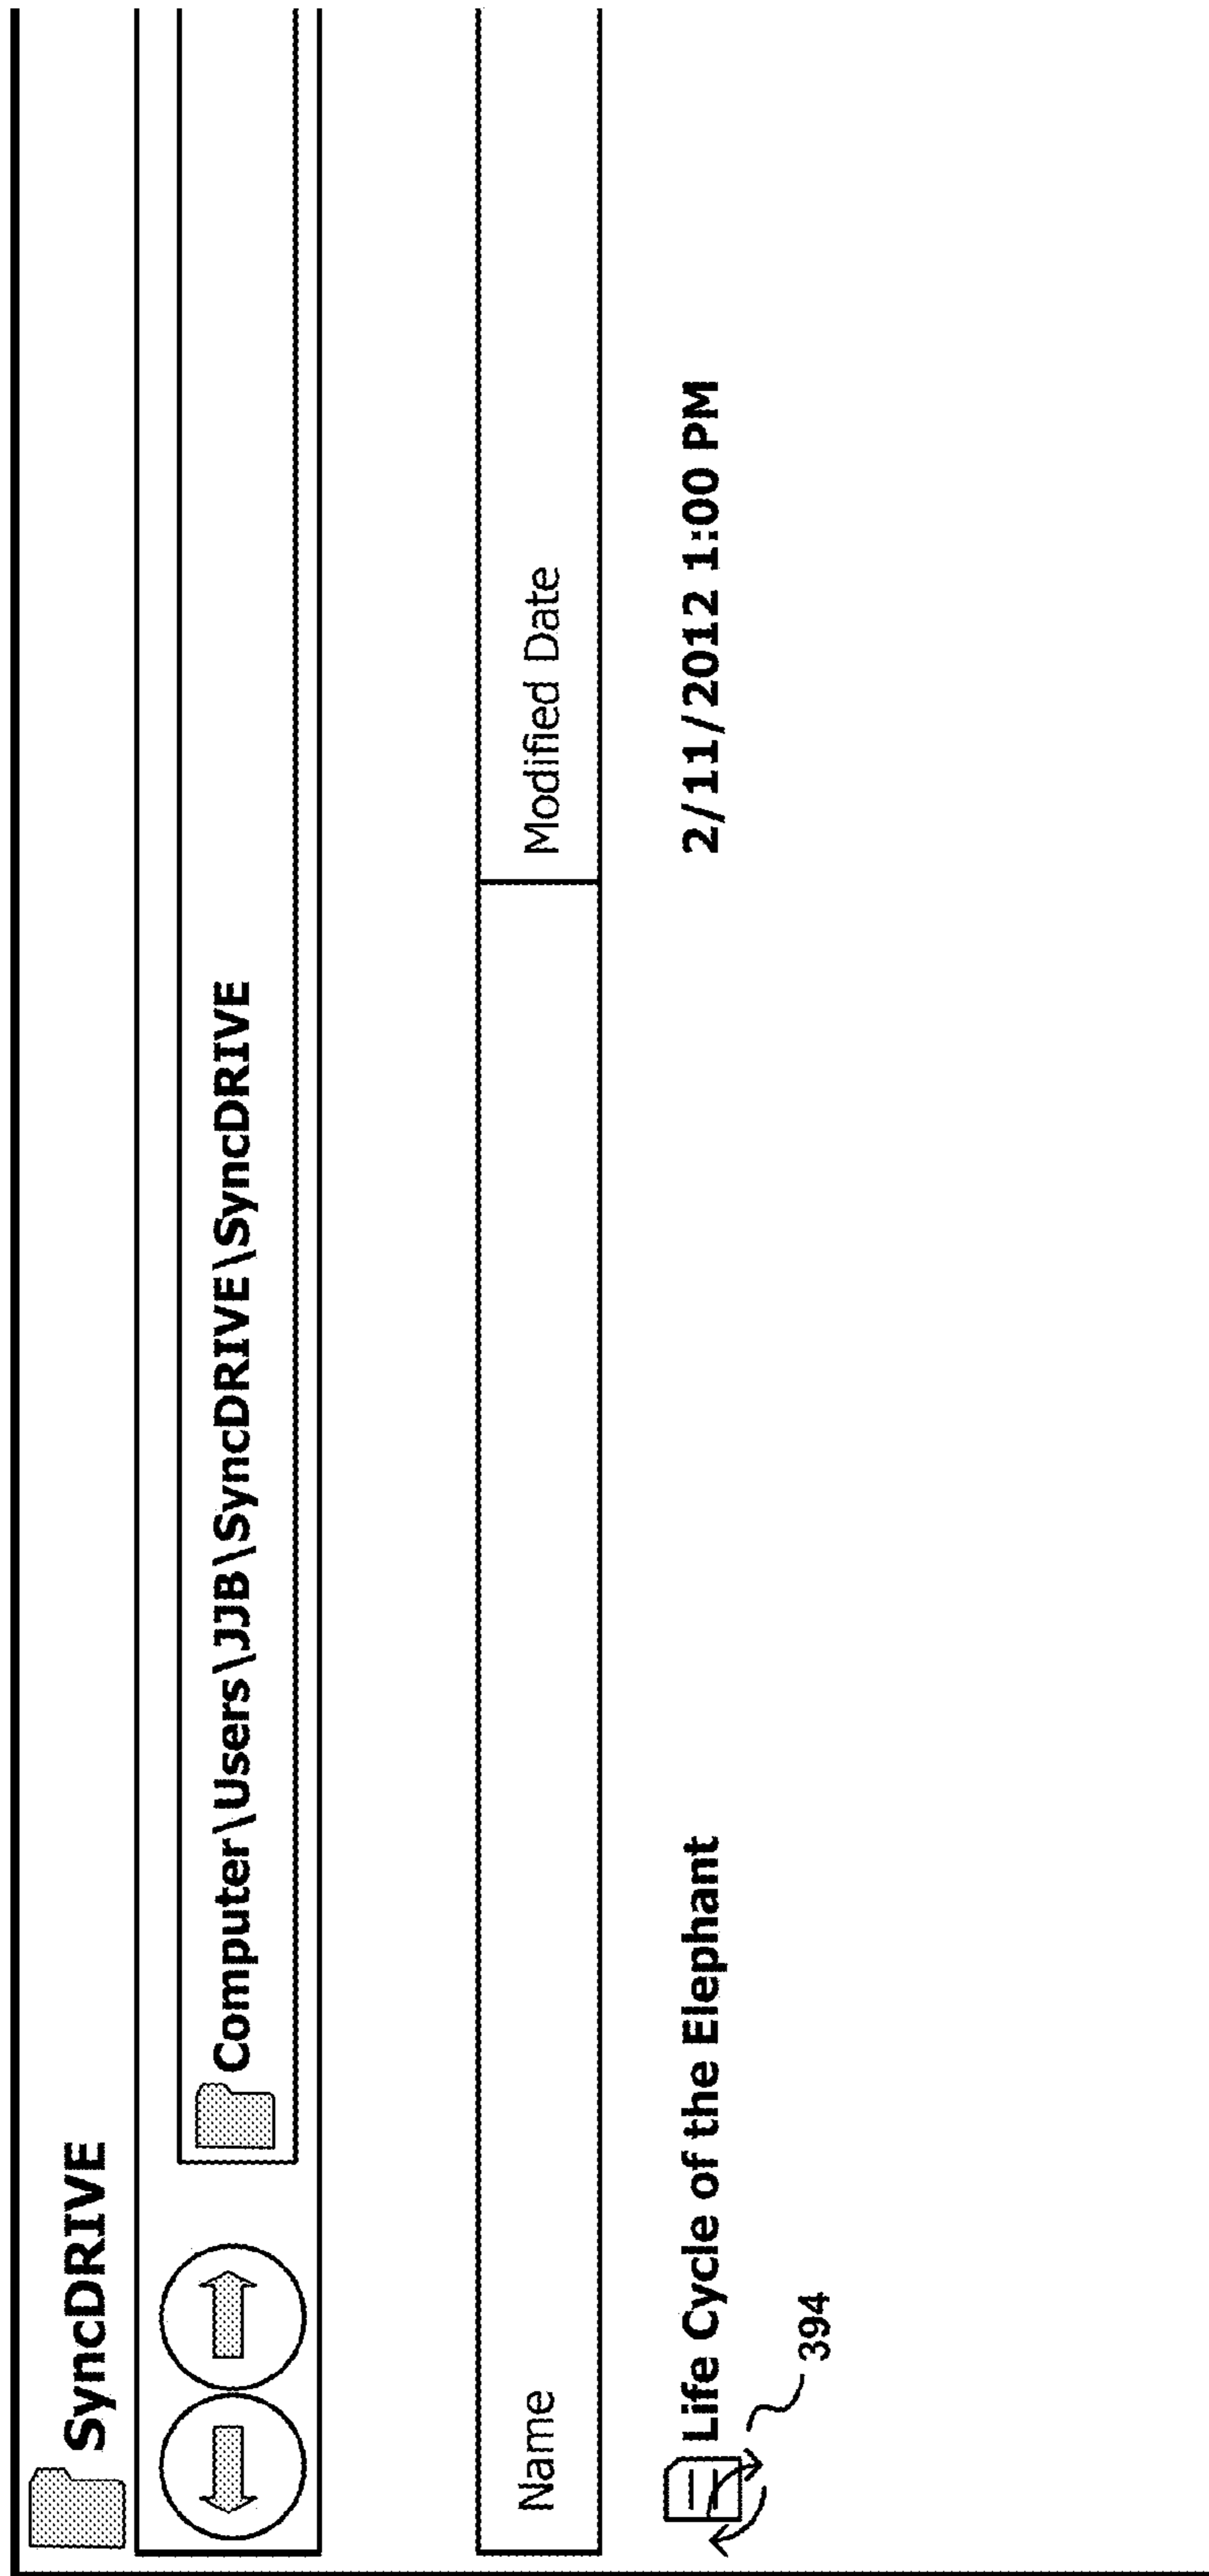 SyncDRIVE
Computer\Users\JJB\SyncDRIVE\SyncDRIVE
Name Modified Date
Life Cycle of the Elephant 2/11/2012 1:00 PM
394